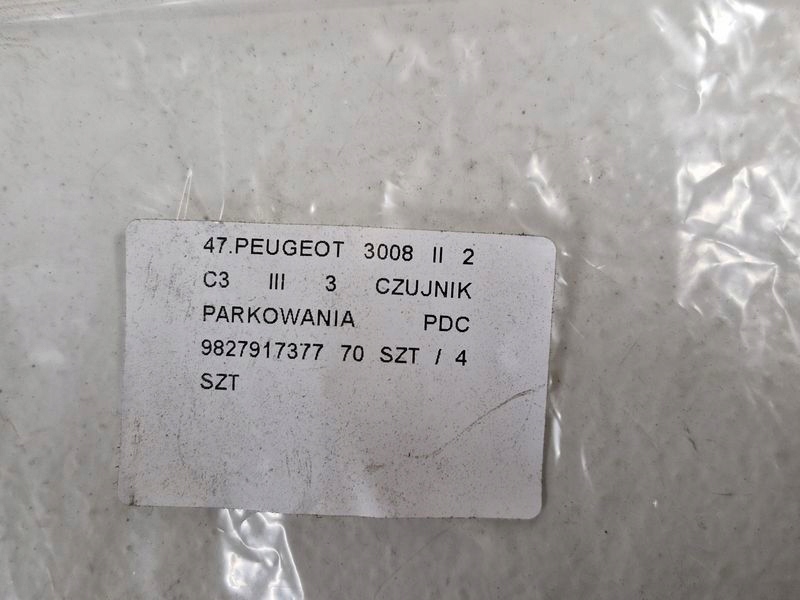 47.PEUGEOT 3008 II 2
C3 III 3 CZUJNIK
PARKOWANIA PDC
9827917377 70 SZT / 4
SZT